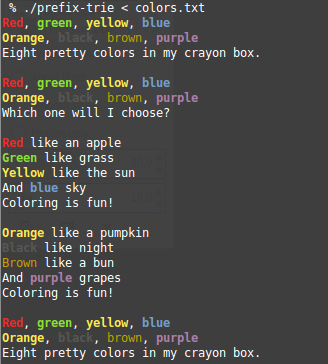 % ./prefix-trie < colors.txt
Red, green, yellow, blue
Orange, black, brown, purple
Eight pretty colors in my crayon box.

Red, green, yellow, blue
Orange, black, brown, purple
Which one will I choose?

Red like an apple
Green like grass
Yellow like the sun
And blue sky
Coloring is fun!

Orange like a pumpkin
Black like night
Brown like a bun
And purple grapes
Coloring is fun!

Red, green, yellow, blue
Orange, black, brown, purple
Eight pretty colors in my crayon box.